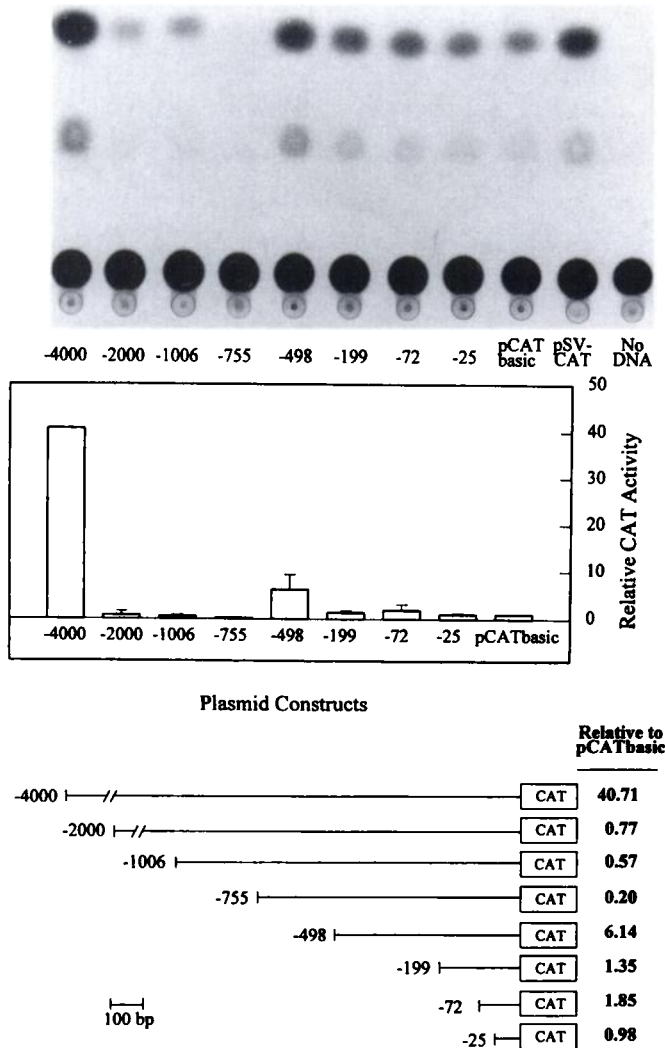 -4000 -2000 -1006 -755 -498 -199 -72 -25 pCAT basic pSV-CAT No DNA
50
40
30
20
10
0
Relative CAT Activity
-4000 -2000 -1006 -755 -498 -199 -72 -25 pCATbasic
Plasmid Constructs
Relative to
pCATbasic
-4000 CAT 40.71
-2000 CAT 0.77
-1006 CAT 0.57
-755 CAT 0.20
-498 CAT 6.14
-199 CAT 1.35
-72 CAT 1.85
100 bp
-25 CAT 0.98